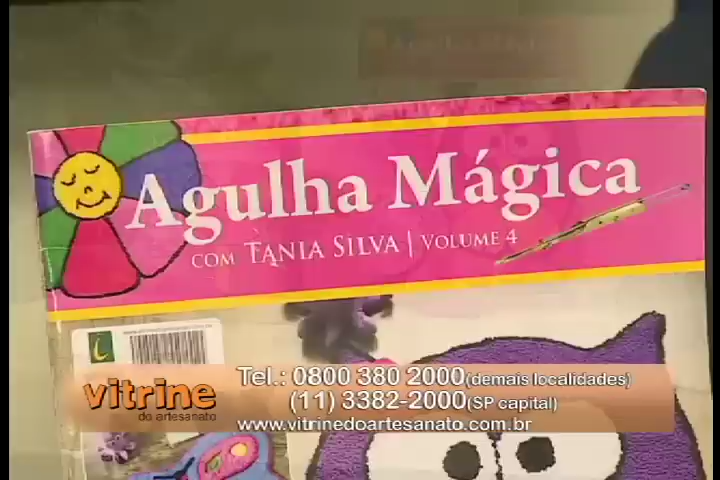 Agulha Mágica
COM TANIA SILVA | VOLUME 4
vitrine
do artesanato
Tel.: 0800 380 2000(demais localidades)
(11) 3382-2000(SP capital)
www.vitrinedoartesanato.com.br